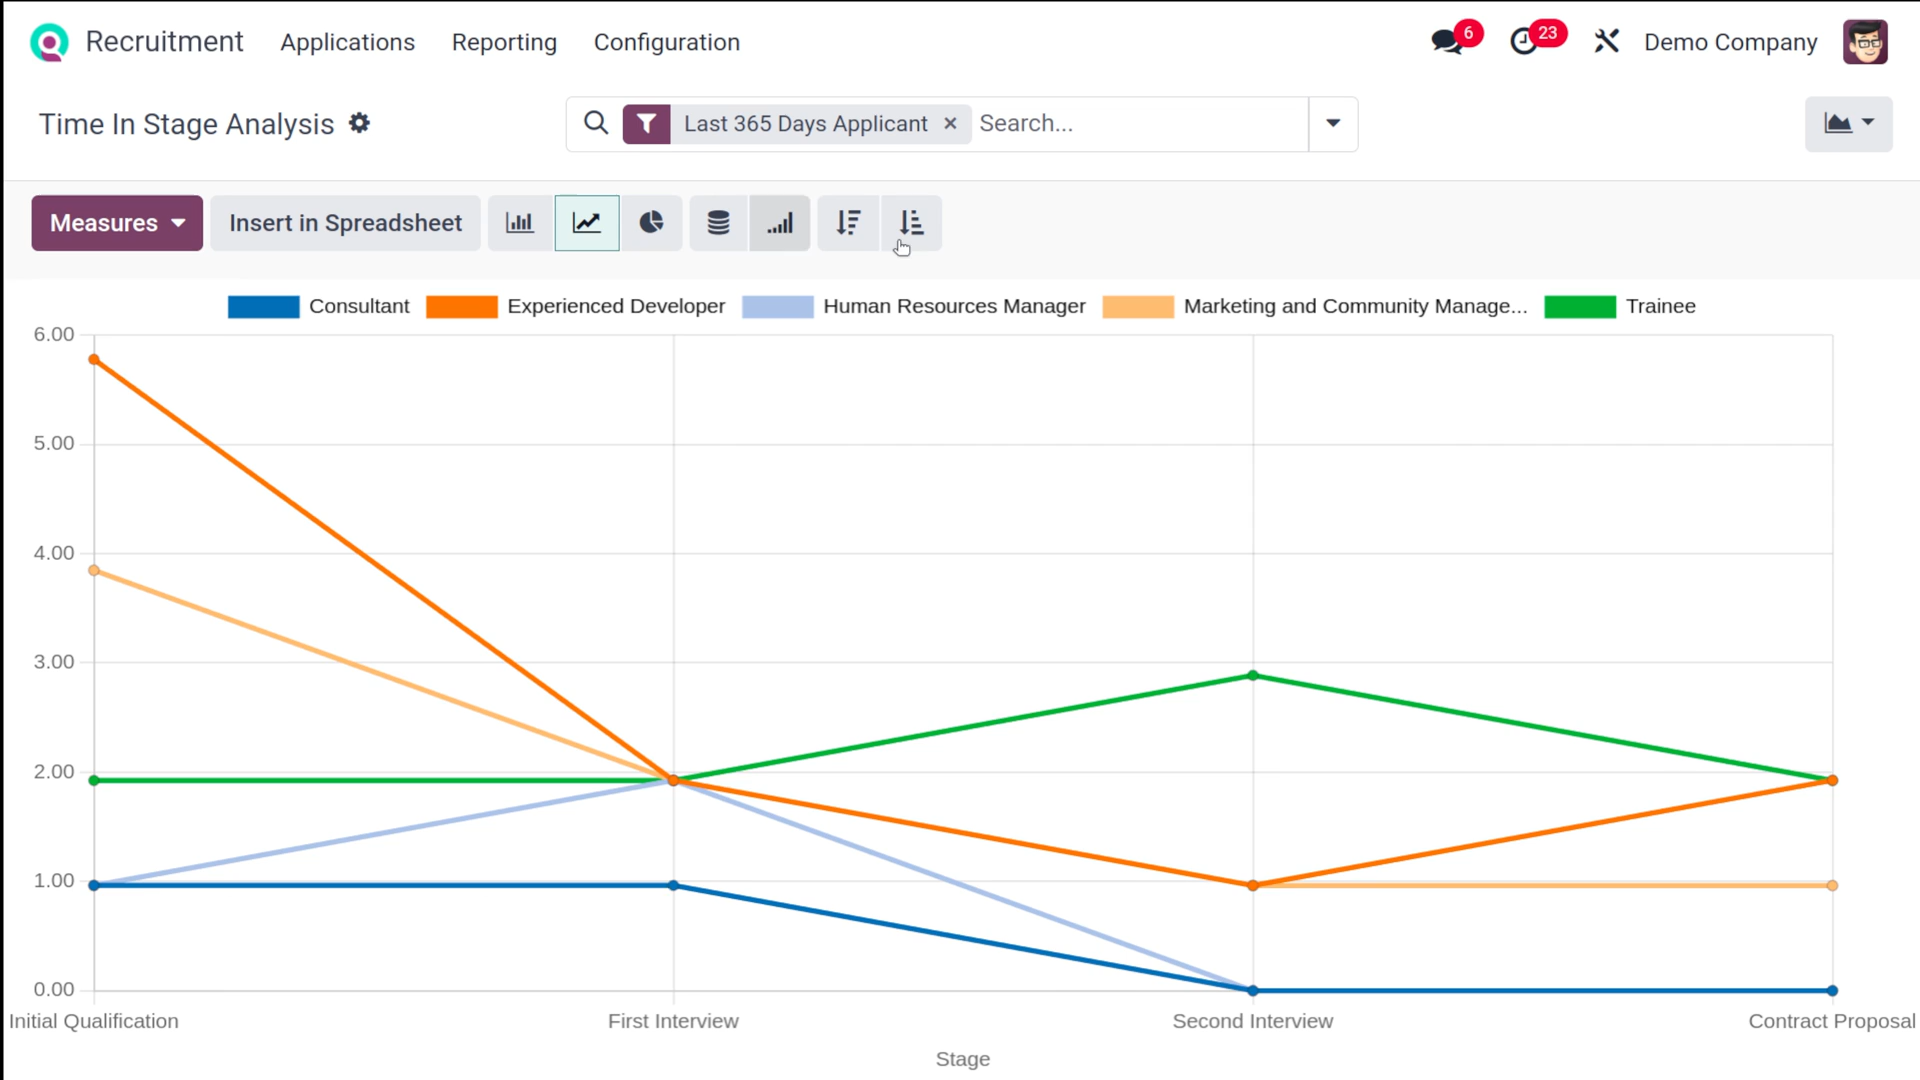 Recruitment Applications Reporting Configuration 6 23 Demo Company
Time In Stage Analysis Last 365 Days Applicant × Search...
Measures Insert in Spreadsheet
Consultant Experienced Developer Human Resources Manager Marketing and Community Manage... Trainee
6.00
5.00
4.00
3.00
2.00
1.00
0.00
Initial Qualification First Interview Second Interview Contract Proposal
Stage